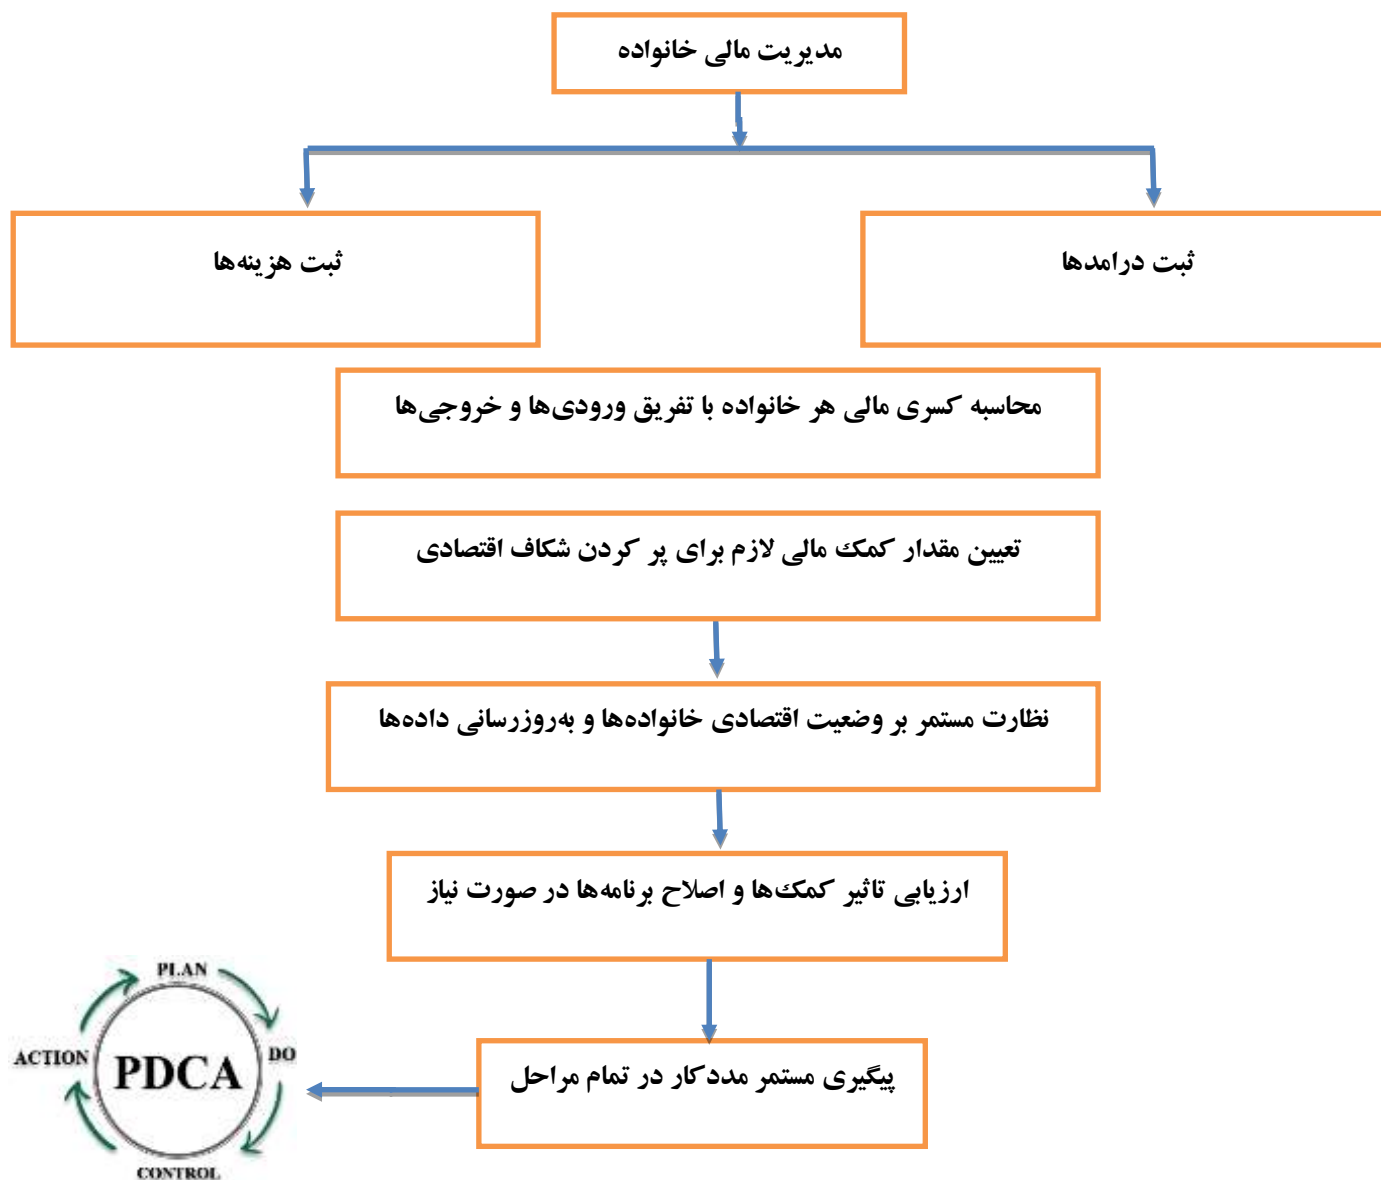 مدیریت مالی خانواده
ثبت درامدها
ثبت هزینه‌ها
محاسبه کسری مالی هر خانواده با تفریق ورودی‌ها و خروجی‌ها
تعیین مقدار کمک مالی لازم برای پر کردن شکاف اقتصادی
نظارت مستمر بر وضعیت اقتصادی خانواده‌ها و به‌روزرسانی داده‌ها
ارزیابی تاثیر کمک‌ها و اصلاح برنامه‌ها در صورت نیاز
پیگیری مستمر مددکار در تمام مراحل
PLAN
ACTION
PDCA
DO
CONTROL